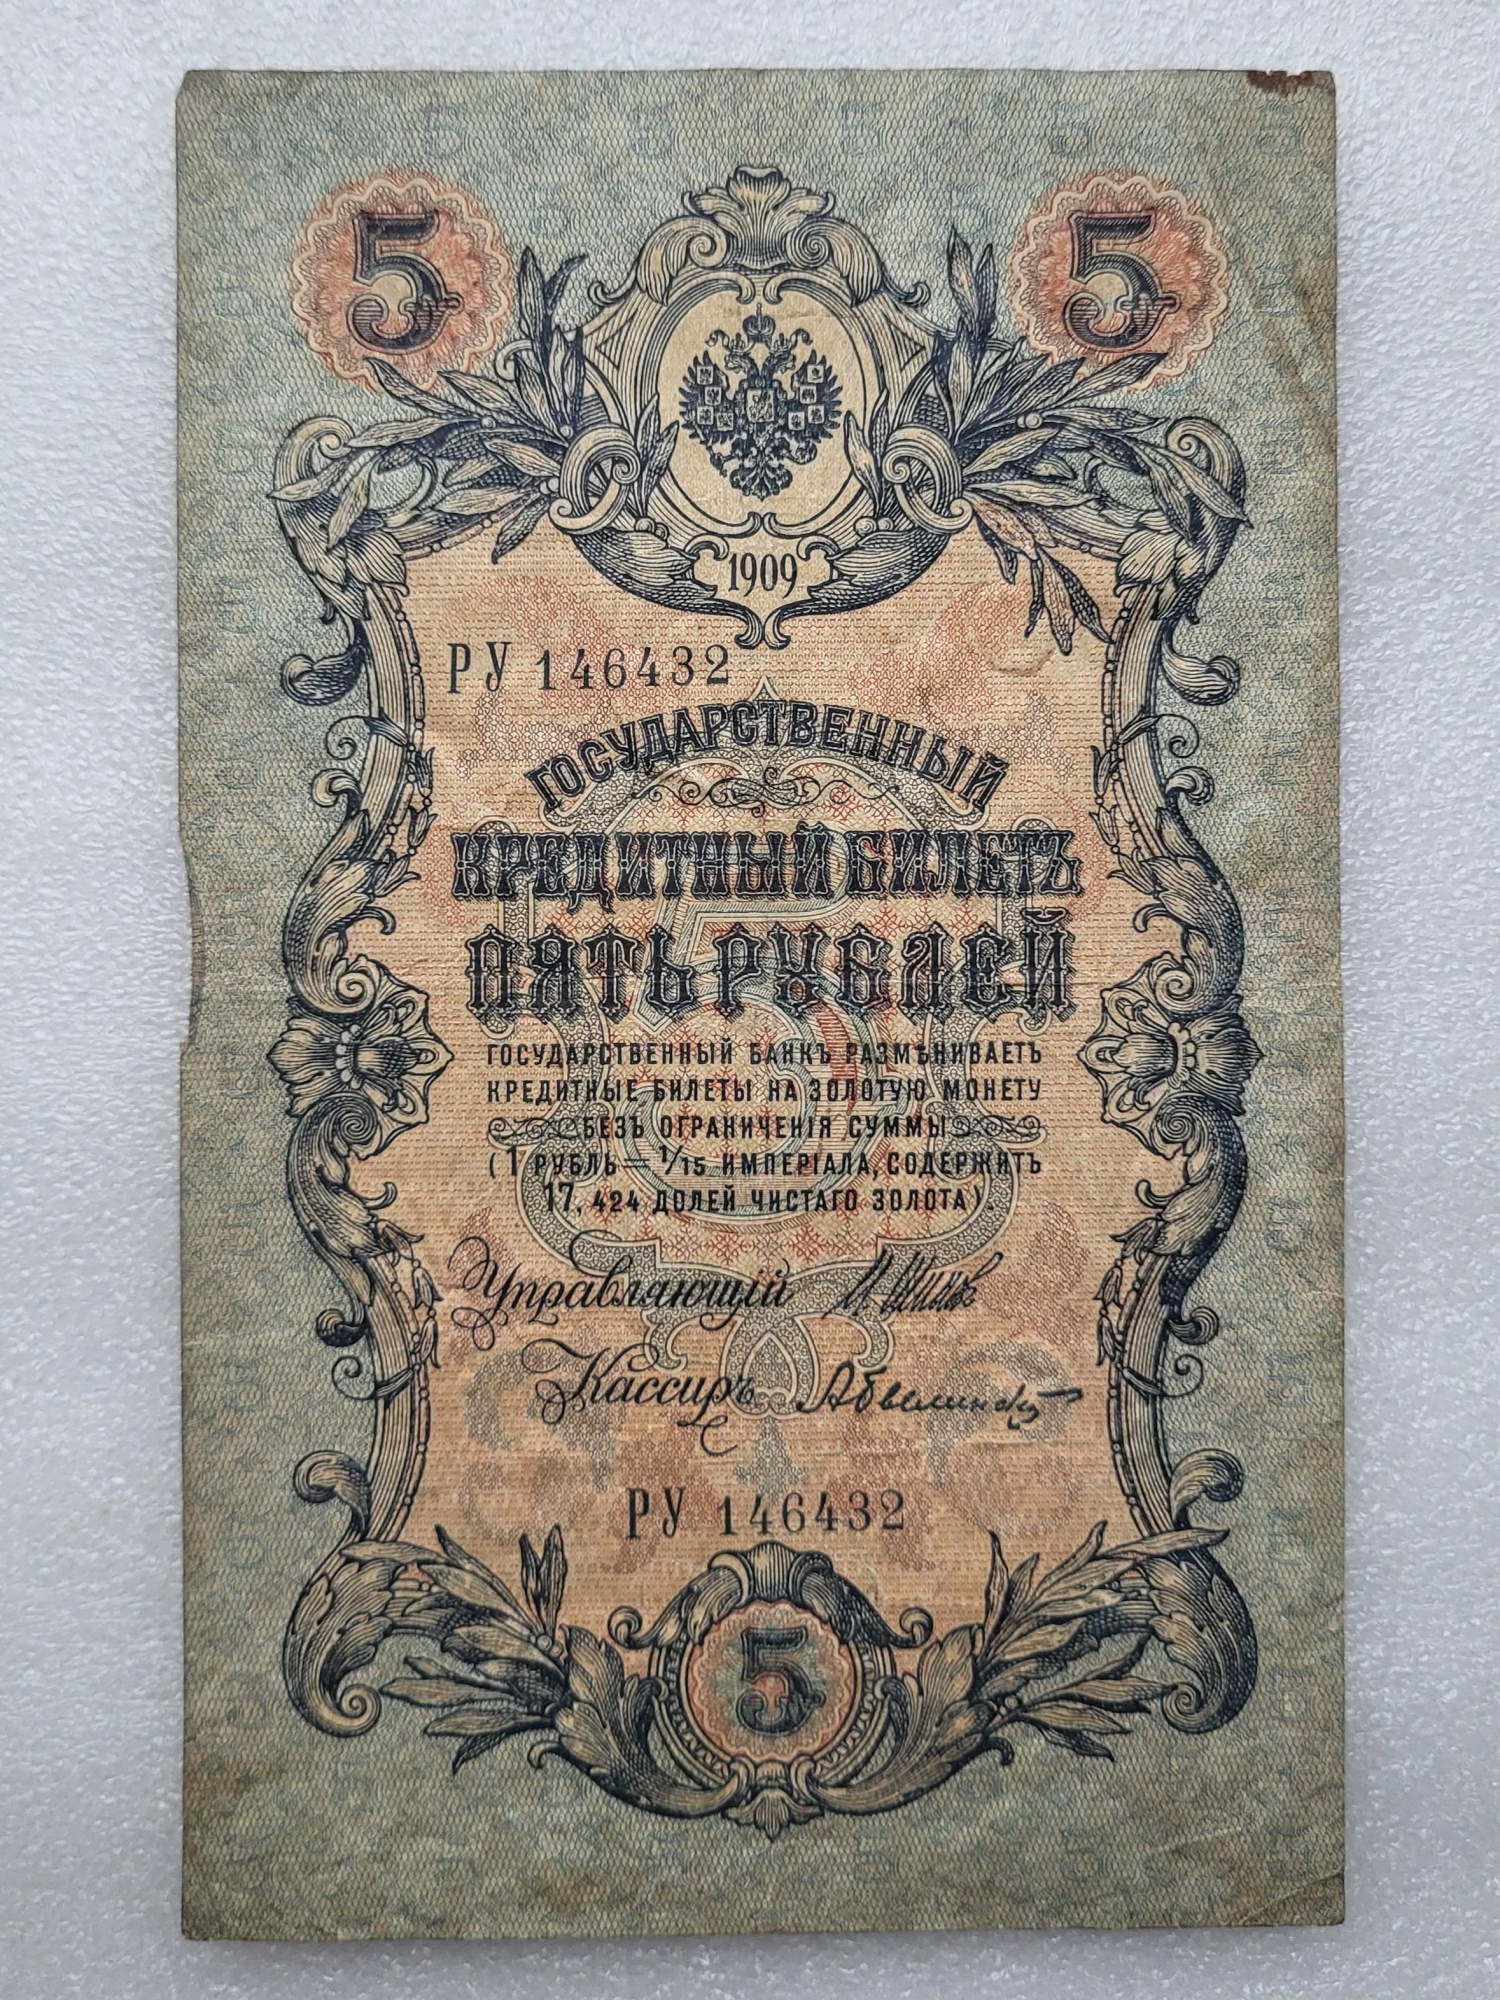 5 5
1909
РУ 146432
ГОСУДАРСТВЕННЫЙ
КРЕДИТНЫЙ БИЛЕТЪ
ПЯТЬ РУБЛЕЙ
ГОСУДАРСТВЕННЫЙ БАНКЪ РАЗМѢНИВАЕТЪ
КРЕДИТНЫЕ БИЛЕТЫ НА ЗОЛОТУЮ МОНЕТУ
БЕЗЪ ОГРАНИЧЕНІЯ СУММЫ
(1 РУБЛЬ = 1/15 ИМПЕРІАЛА, СОДЕРЖИТЪ
17, 424 ДОЛЕЙ ЧИСТАГО ЗОЛОТА).
Управляющій И. Шиповъ
Кассиръ
РУ 146432
5